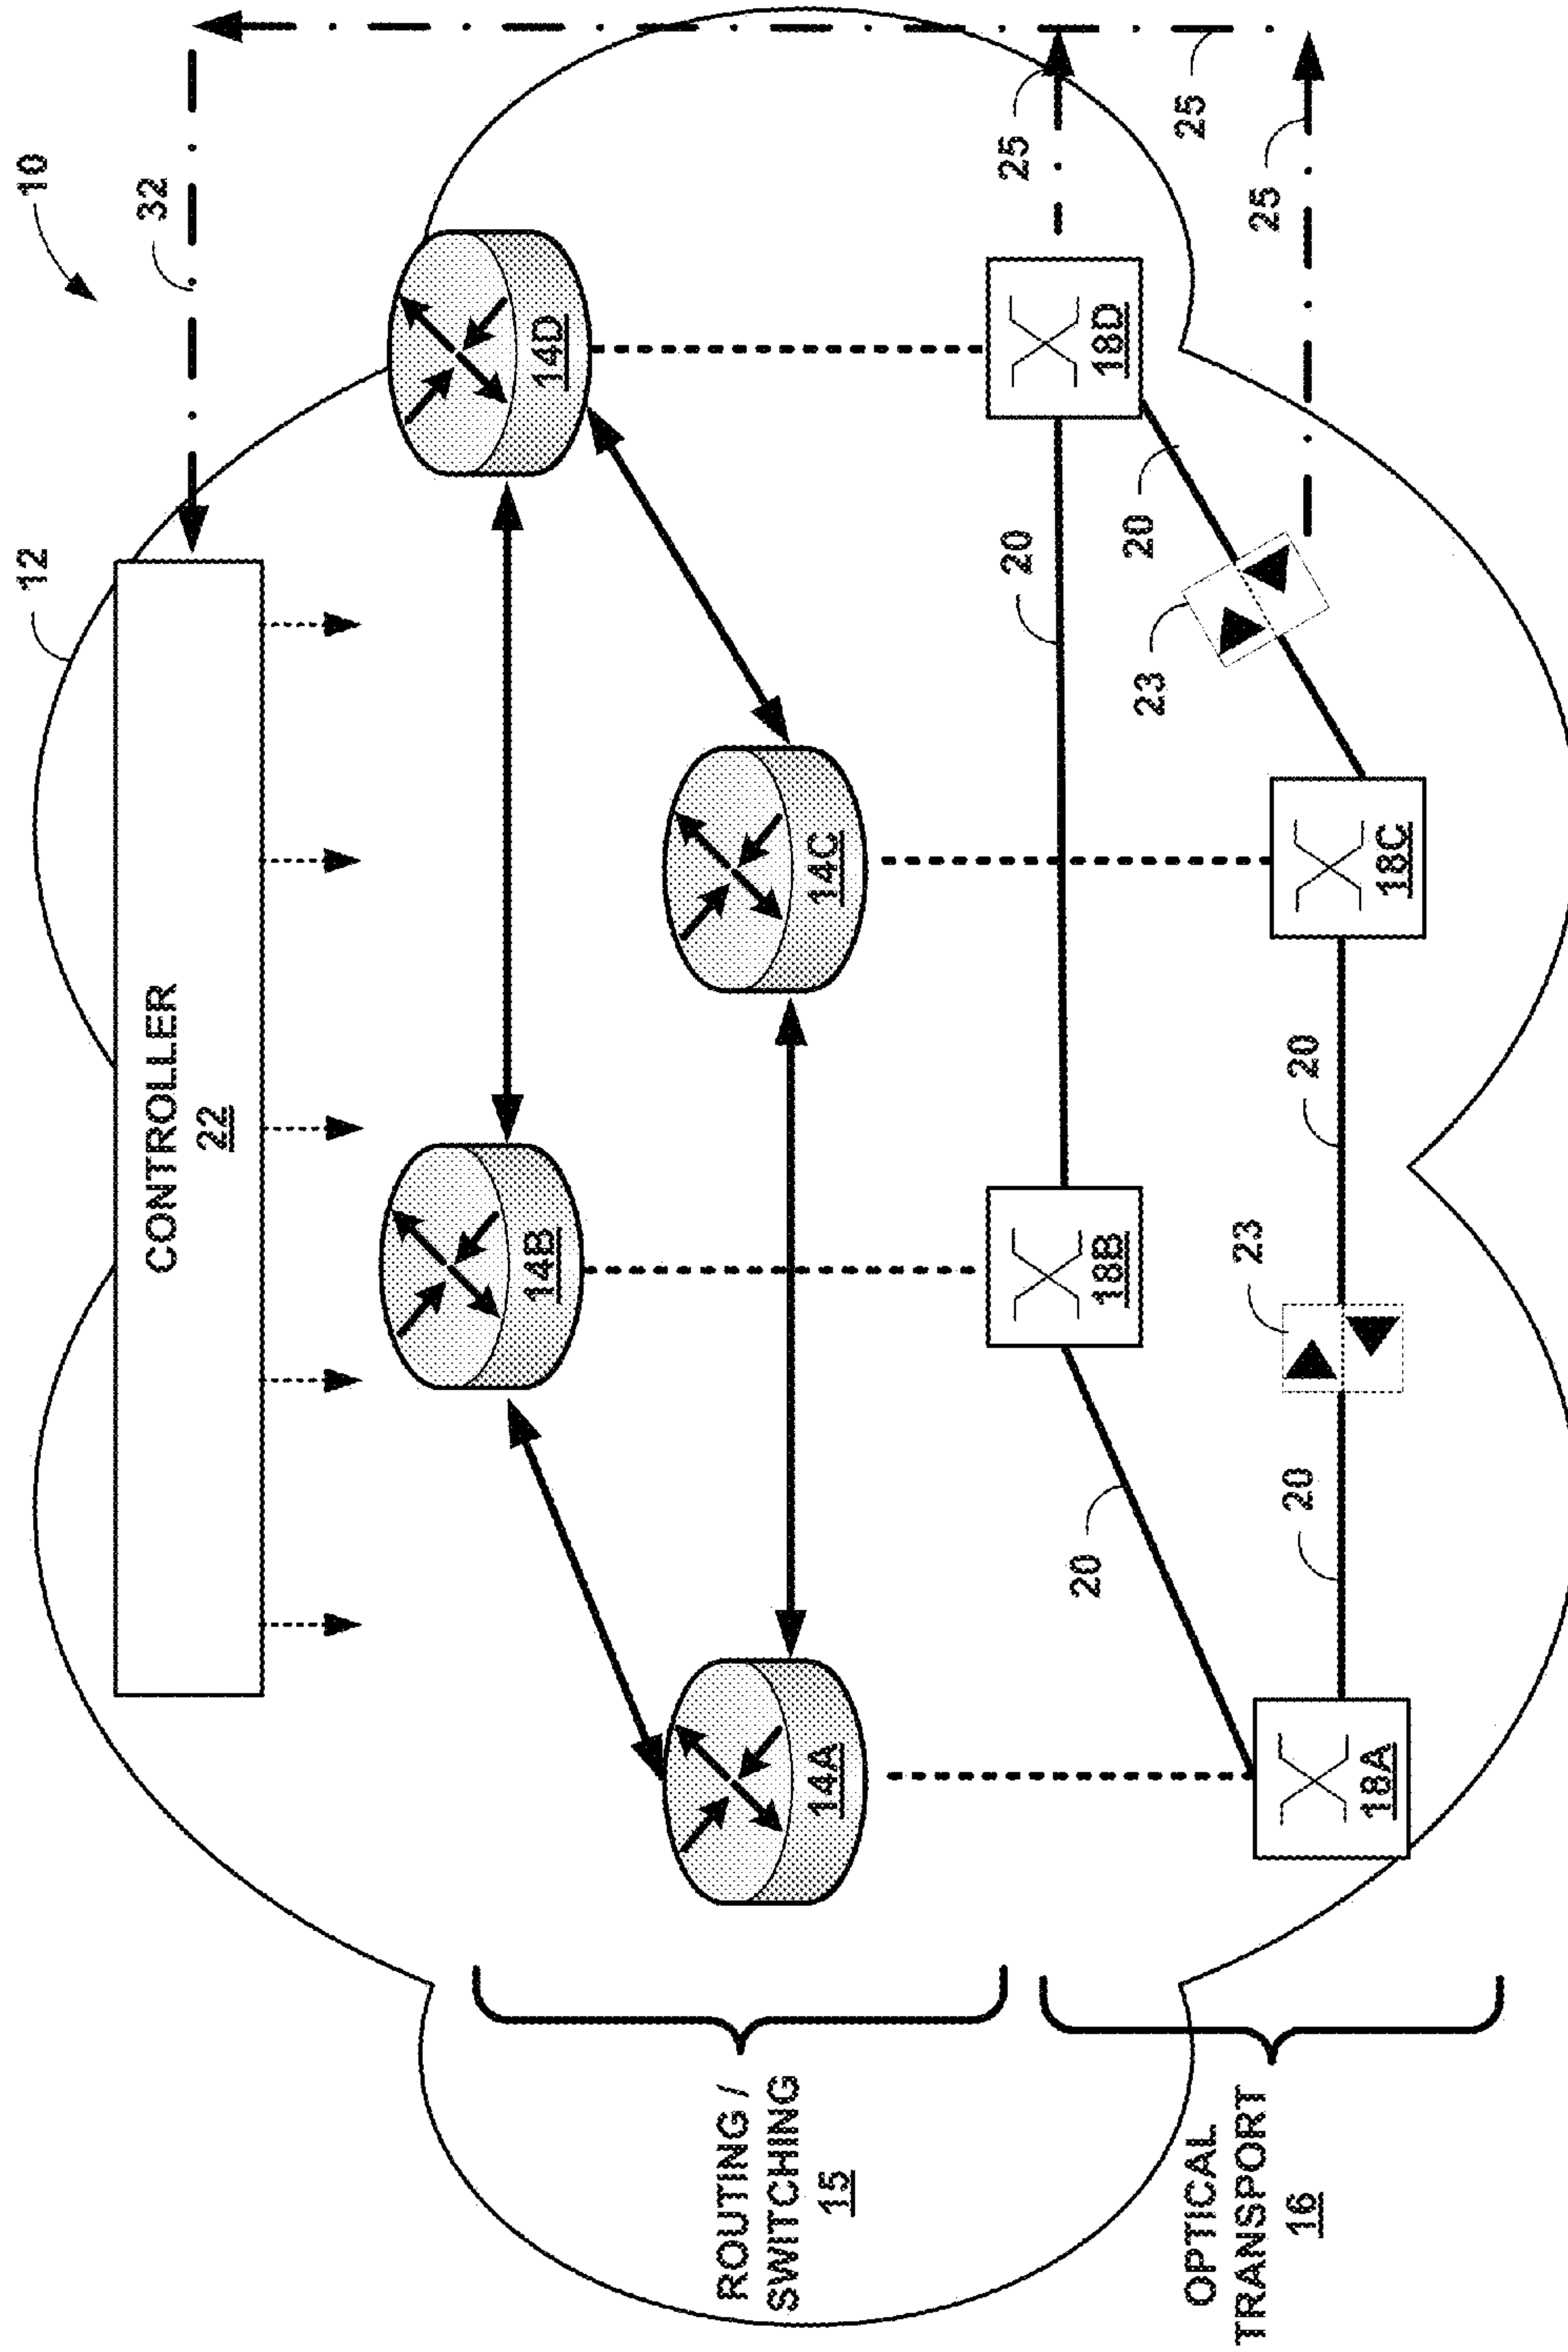 10
12
32
CONTROLLER
22
14B
14D
14A
14C
ROUTING /
SWITCHING
15
25
18B
20
18D
25
20
20
23
25
18A
20
23
20
18C
OPTICAL
TRANSPORT
16